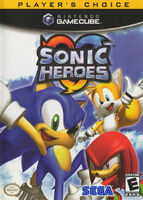 PLAYER'S CHOICE
NINTENDO
GAMECUBE
SONIC
HEROES
SEGA
E